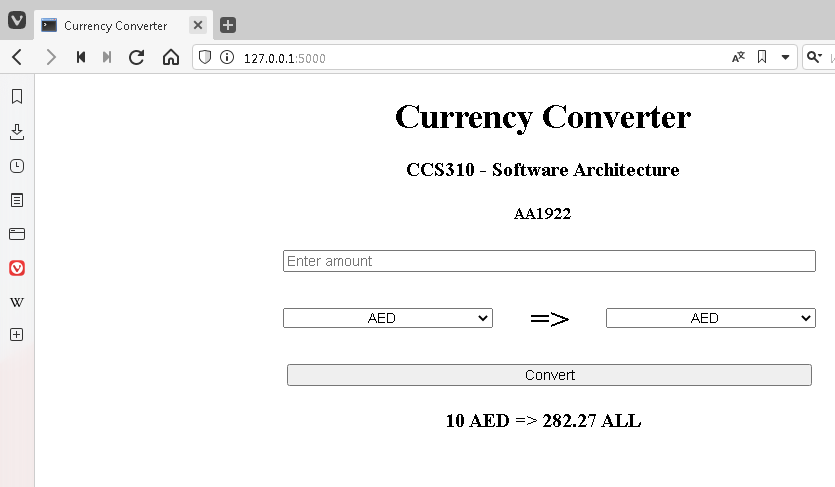 Currency Converter
127.0.0.1:5000
Currency Converter
CCS310 - Software Architecture
AA1922
Enter amount
AED => AED
Convert
10 AED => 282.27 ALL